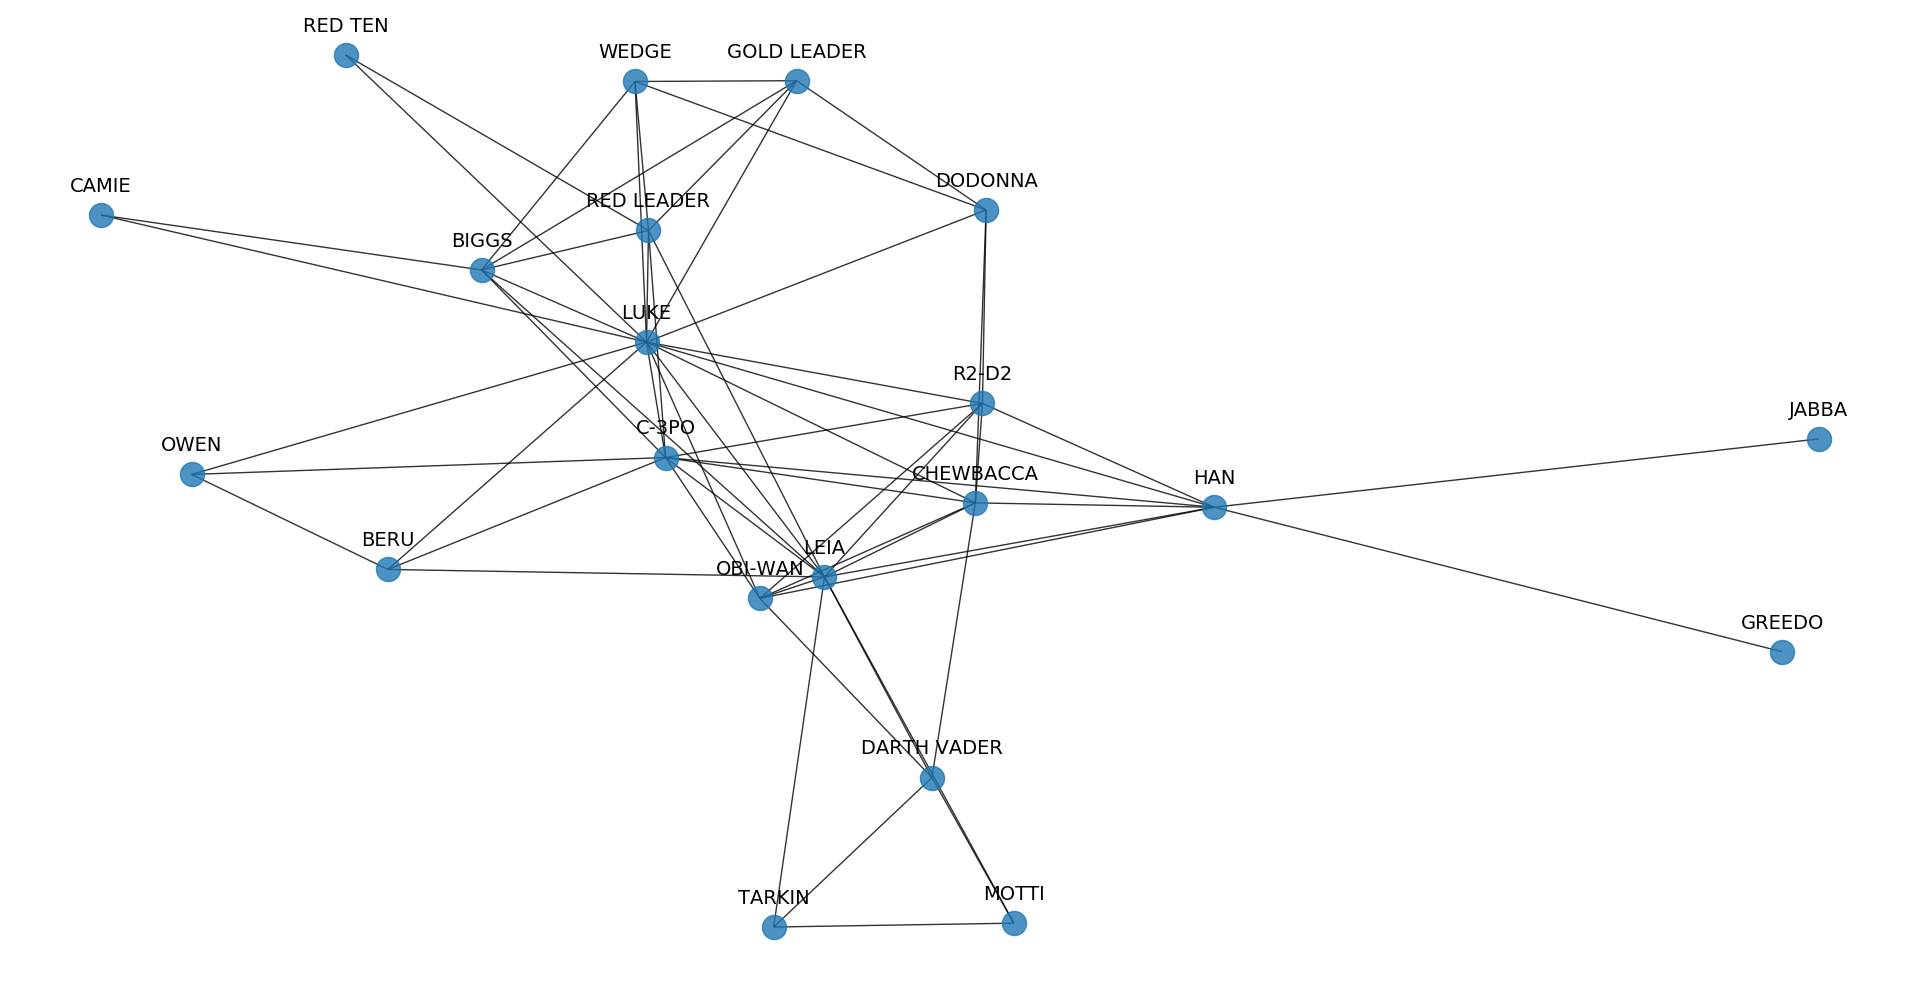 RED TEN
WEDGE
GOLD LEADER
CAMIE
DODONNA
RED LEADER
BIGGS
LUKE
R2-D2
JABBA
C-3PO
OWEN
CHEWBACCA
HAN
BERU
LEIA
OBI-WAN
GREEDO
DARTH VADER
TARKIN
MOTTI